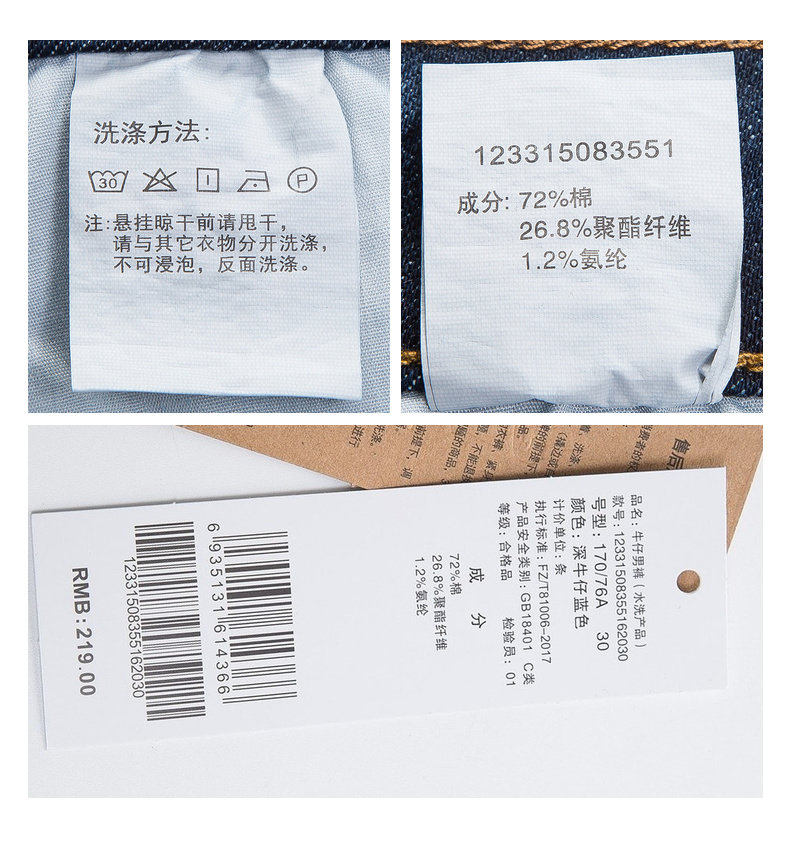 洗涤方法:
30
P
注:悬挂晾干前请甩干,
请与其它衣物分开洗涤,
不可浸泡，反面洗涤。
123315083551
成分: 72%棉
26.8%聚酯纤维
1.2%氨纶
售后
品名: 牛仔男裤 (水洗产品)
款号: 12331508355162030
号型: 170/76A 30
颜色: 深牛仔蓝色
计价单位: 条
执行标准: FZ/T81006-2017
产品安全类别: GB18401 C类
等级: 合格品 检验员: 01
成 分
72%棉
26.8%聚酯纤维
1.2%氨纶
6935131614366
12331508355162030
RMB:219.00